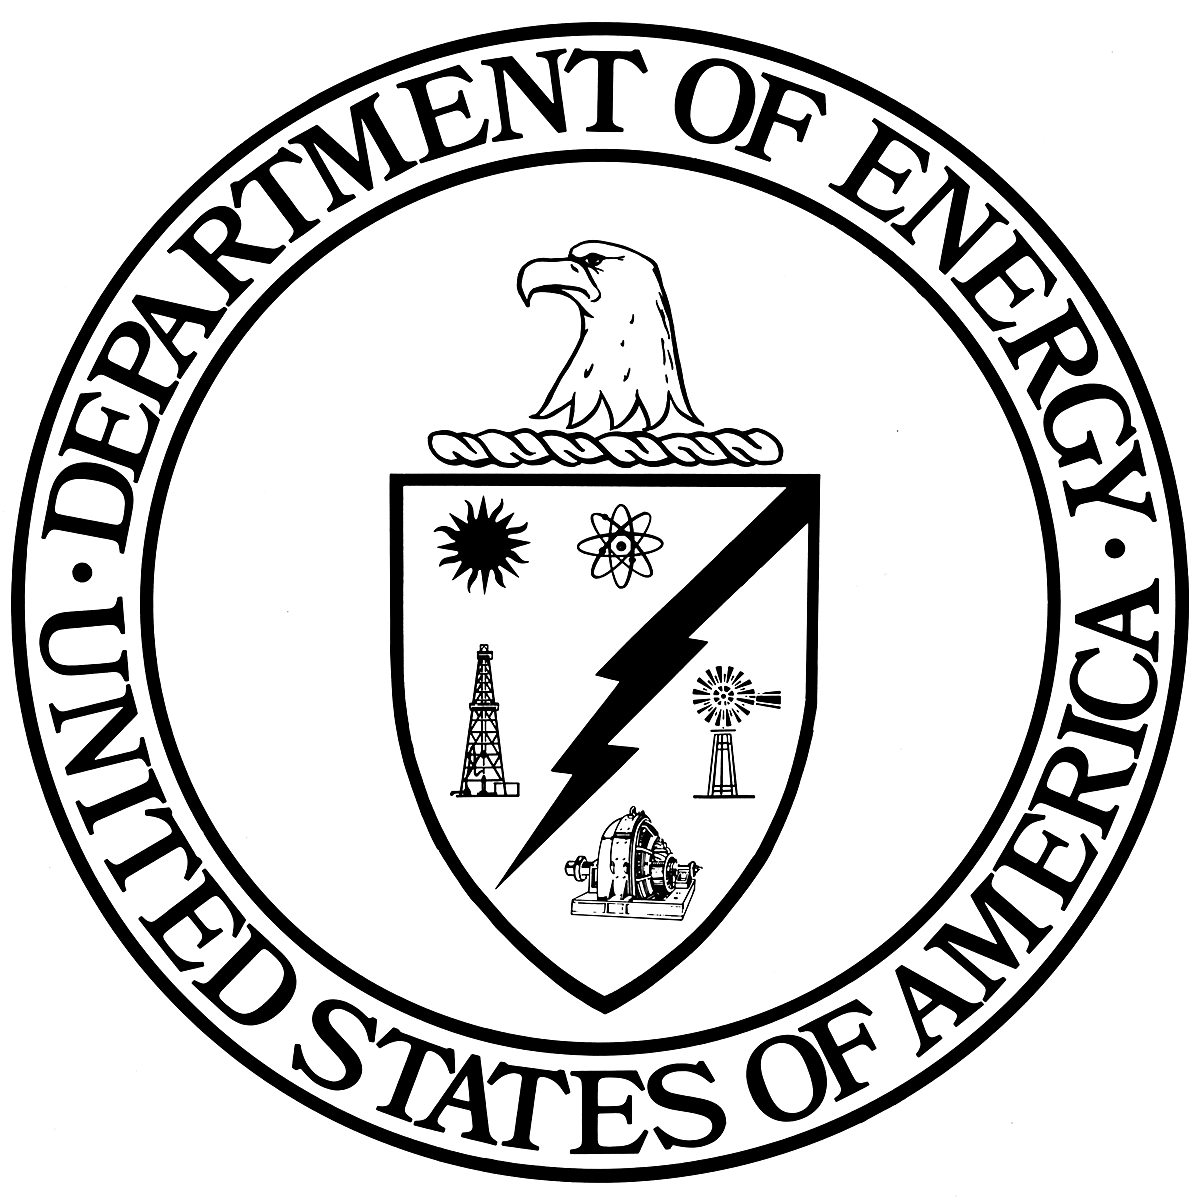 DEPARTMENT OF ENERGY
UNITED STATES OF AMERICA